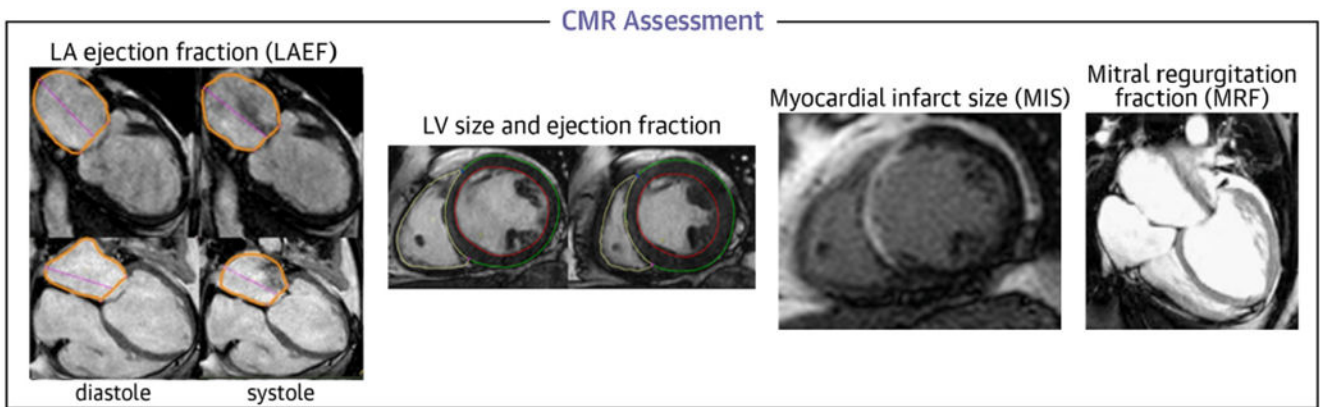 CMR Assessment
LA ejection fraction (LAEF)
diastole
systole
LV size and ejection fraction
Myocardial infarct size (MIS)
Mitral regurgitation
fraction (MRF)